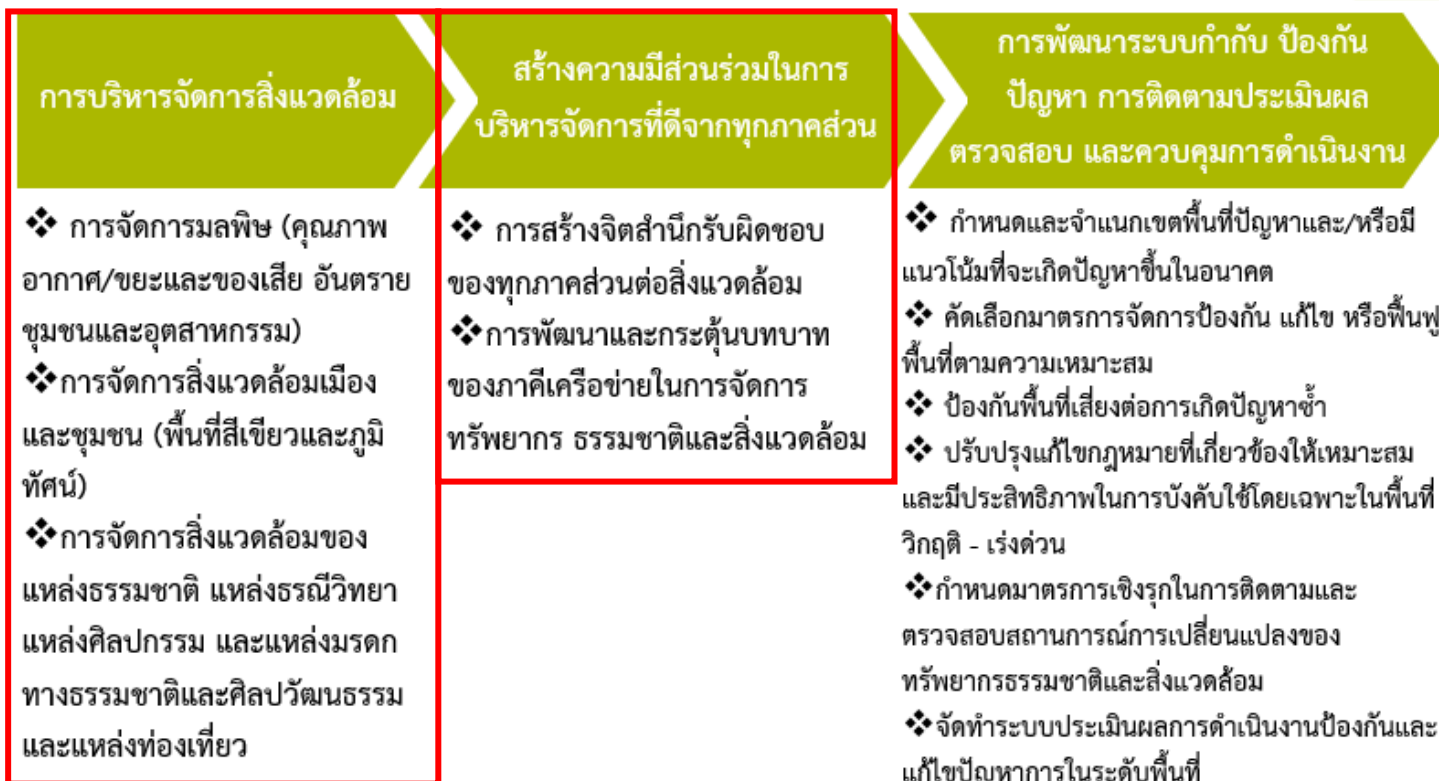 การบริหารจัดการสิ่งแวดล้อม
❖ การจัดการมลพิษ (คุณภาพ
อากาศ/ขยะและของเสีย อันตราย
ชุมชนและอุตสาหกรรม)
❖การจัดการสิ่งแวดล้อมเมือง
และชุมชน (พื้นที่สีเขียวและภูมิ
ทัศน์)
❖การจัดการสิ่งแวดล้อมของ
แหล่งธรรมชาติ แหล่งธรณีวิทยา
แหล่งศิลปกรรม และแหล่งมรดก
ทางธรรมชาติและศิลปวัฒนธรรม
และแหล่งท่องเที่ยว
สร้างความมีส่วนร่วมในการ
บริหารจัดการที่ดีจากทุกภาคส่วน
❖ การสร้างจิตสำนึกรับผิดชอบ
ของทุกภาคส่วนต่อสิ่งแวดล้อม
❖การพัฒนาและกระตุ้นบทบาท
ของภาคีเครือข่ายในการจัดการ
ทรัพยากร ธรรมชาติและสิ่งแวดล้อม
การพัฒนาระบบกำกับ ป้องกัน
ปัญหา การติดตามประเมินผล
ตรวจสอบ และควบคุมการดำเนินงาน
❖ กำหนดและจำแนกเขตพื้นที่ปัญหาและ/หรือมี
แนวโน้มที่จะเกิดปัญหาขึ้นในอนาคต
❖ คัดเลือกมาตรการจัดการป้องกัน แก้ไข หรือฟื้นฟู
พื้นที่ตามความเหมาะสม
❖ ป้องกันพื้นที่เสี่ยงต่อการเกิดปัญหาซ้ำ
❖ ปรับปรุงแก้ไขกฎหมายที่เกี่ยวข้องให้เหมาะสม
และมีประสิทธิภาพในการบังคับใช้โดยเฉพาะในพื้นที่
วิกฤติ - เร่งด่วน
❖กำหนดมาตรการเชิงรุกในการติดตามและ
ตรวจสอบสถานการณ์การเปลี่ยนแปลงของ
ทรัพยากรธรรมชาติและสิ่งแวดล้อม
❖จัดทำระบบประเมินผลการดำเนินงานป้องกันและ
แก้ไขปัญหาการในระดับพื้นที่